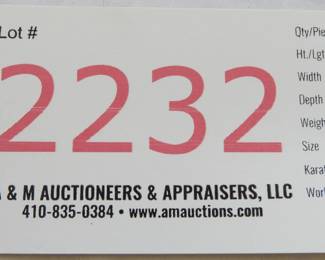 Lot #
2232
& M AUCTIONEERS & APPRAISERS, LLC
410-835-0384 • www.amauctions.com
Qty/Pie
Ht./Lgt
Width
Depth
Weigh
Size
Karat
Wor